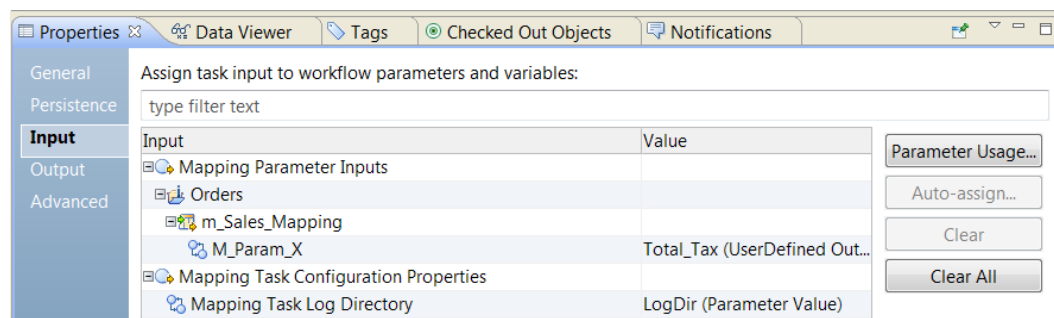 Properties Data Viewer Tags Checked Out Objects Notifications
General
Persistence
Input
Output
Advanced
Assign task input to workflow parameters and variables:
type filter text
Input Value
Mapping Parameter Inputs
Orders
m_Sales_Mapping
M_Param_X Total_Tax (UserDefined Out...
Mapping Task Configuration Properties
Mapping Task Log Directory LogDir (Parameter Value)
Parameter Usage...
Auto-assign...
Clear
Clear All